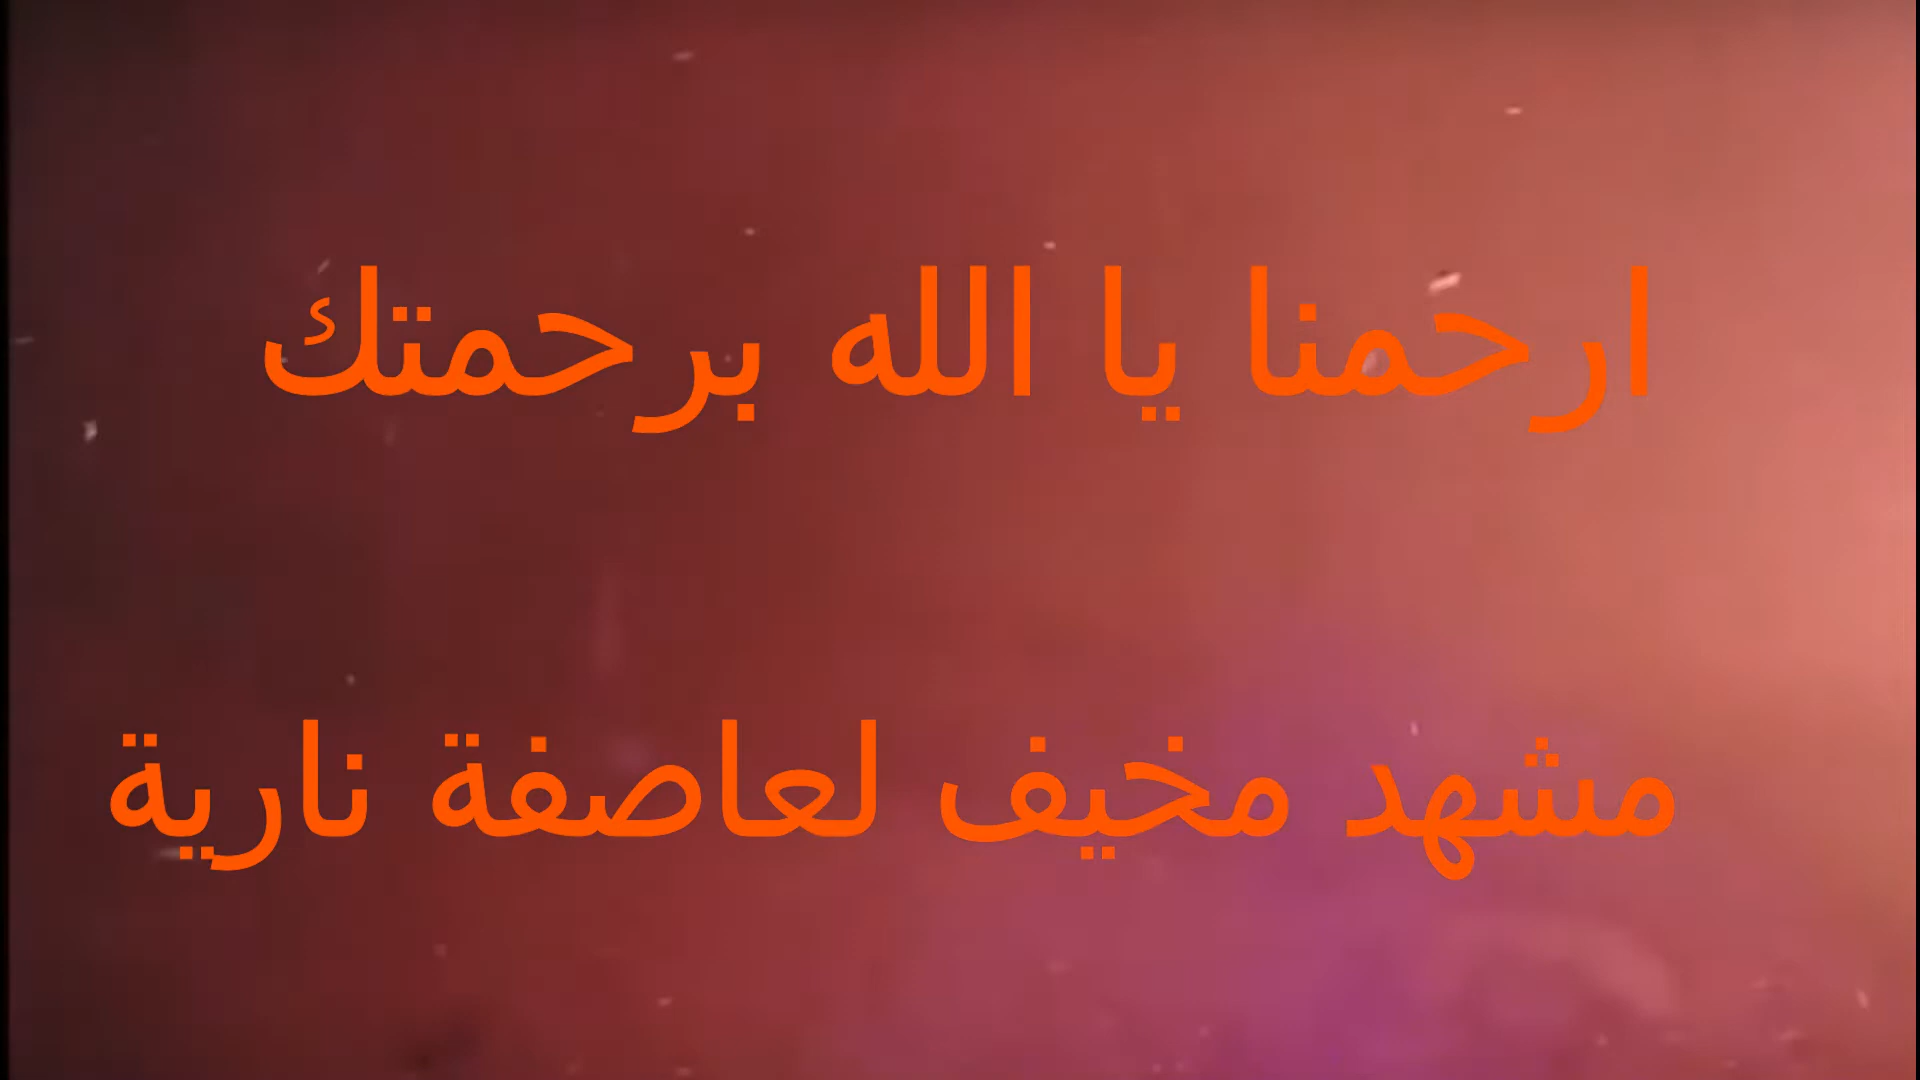 ارحمنا يا الله برحمتك
مشهد مخيف لعاصفة نارية